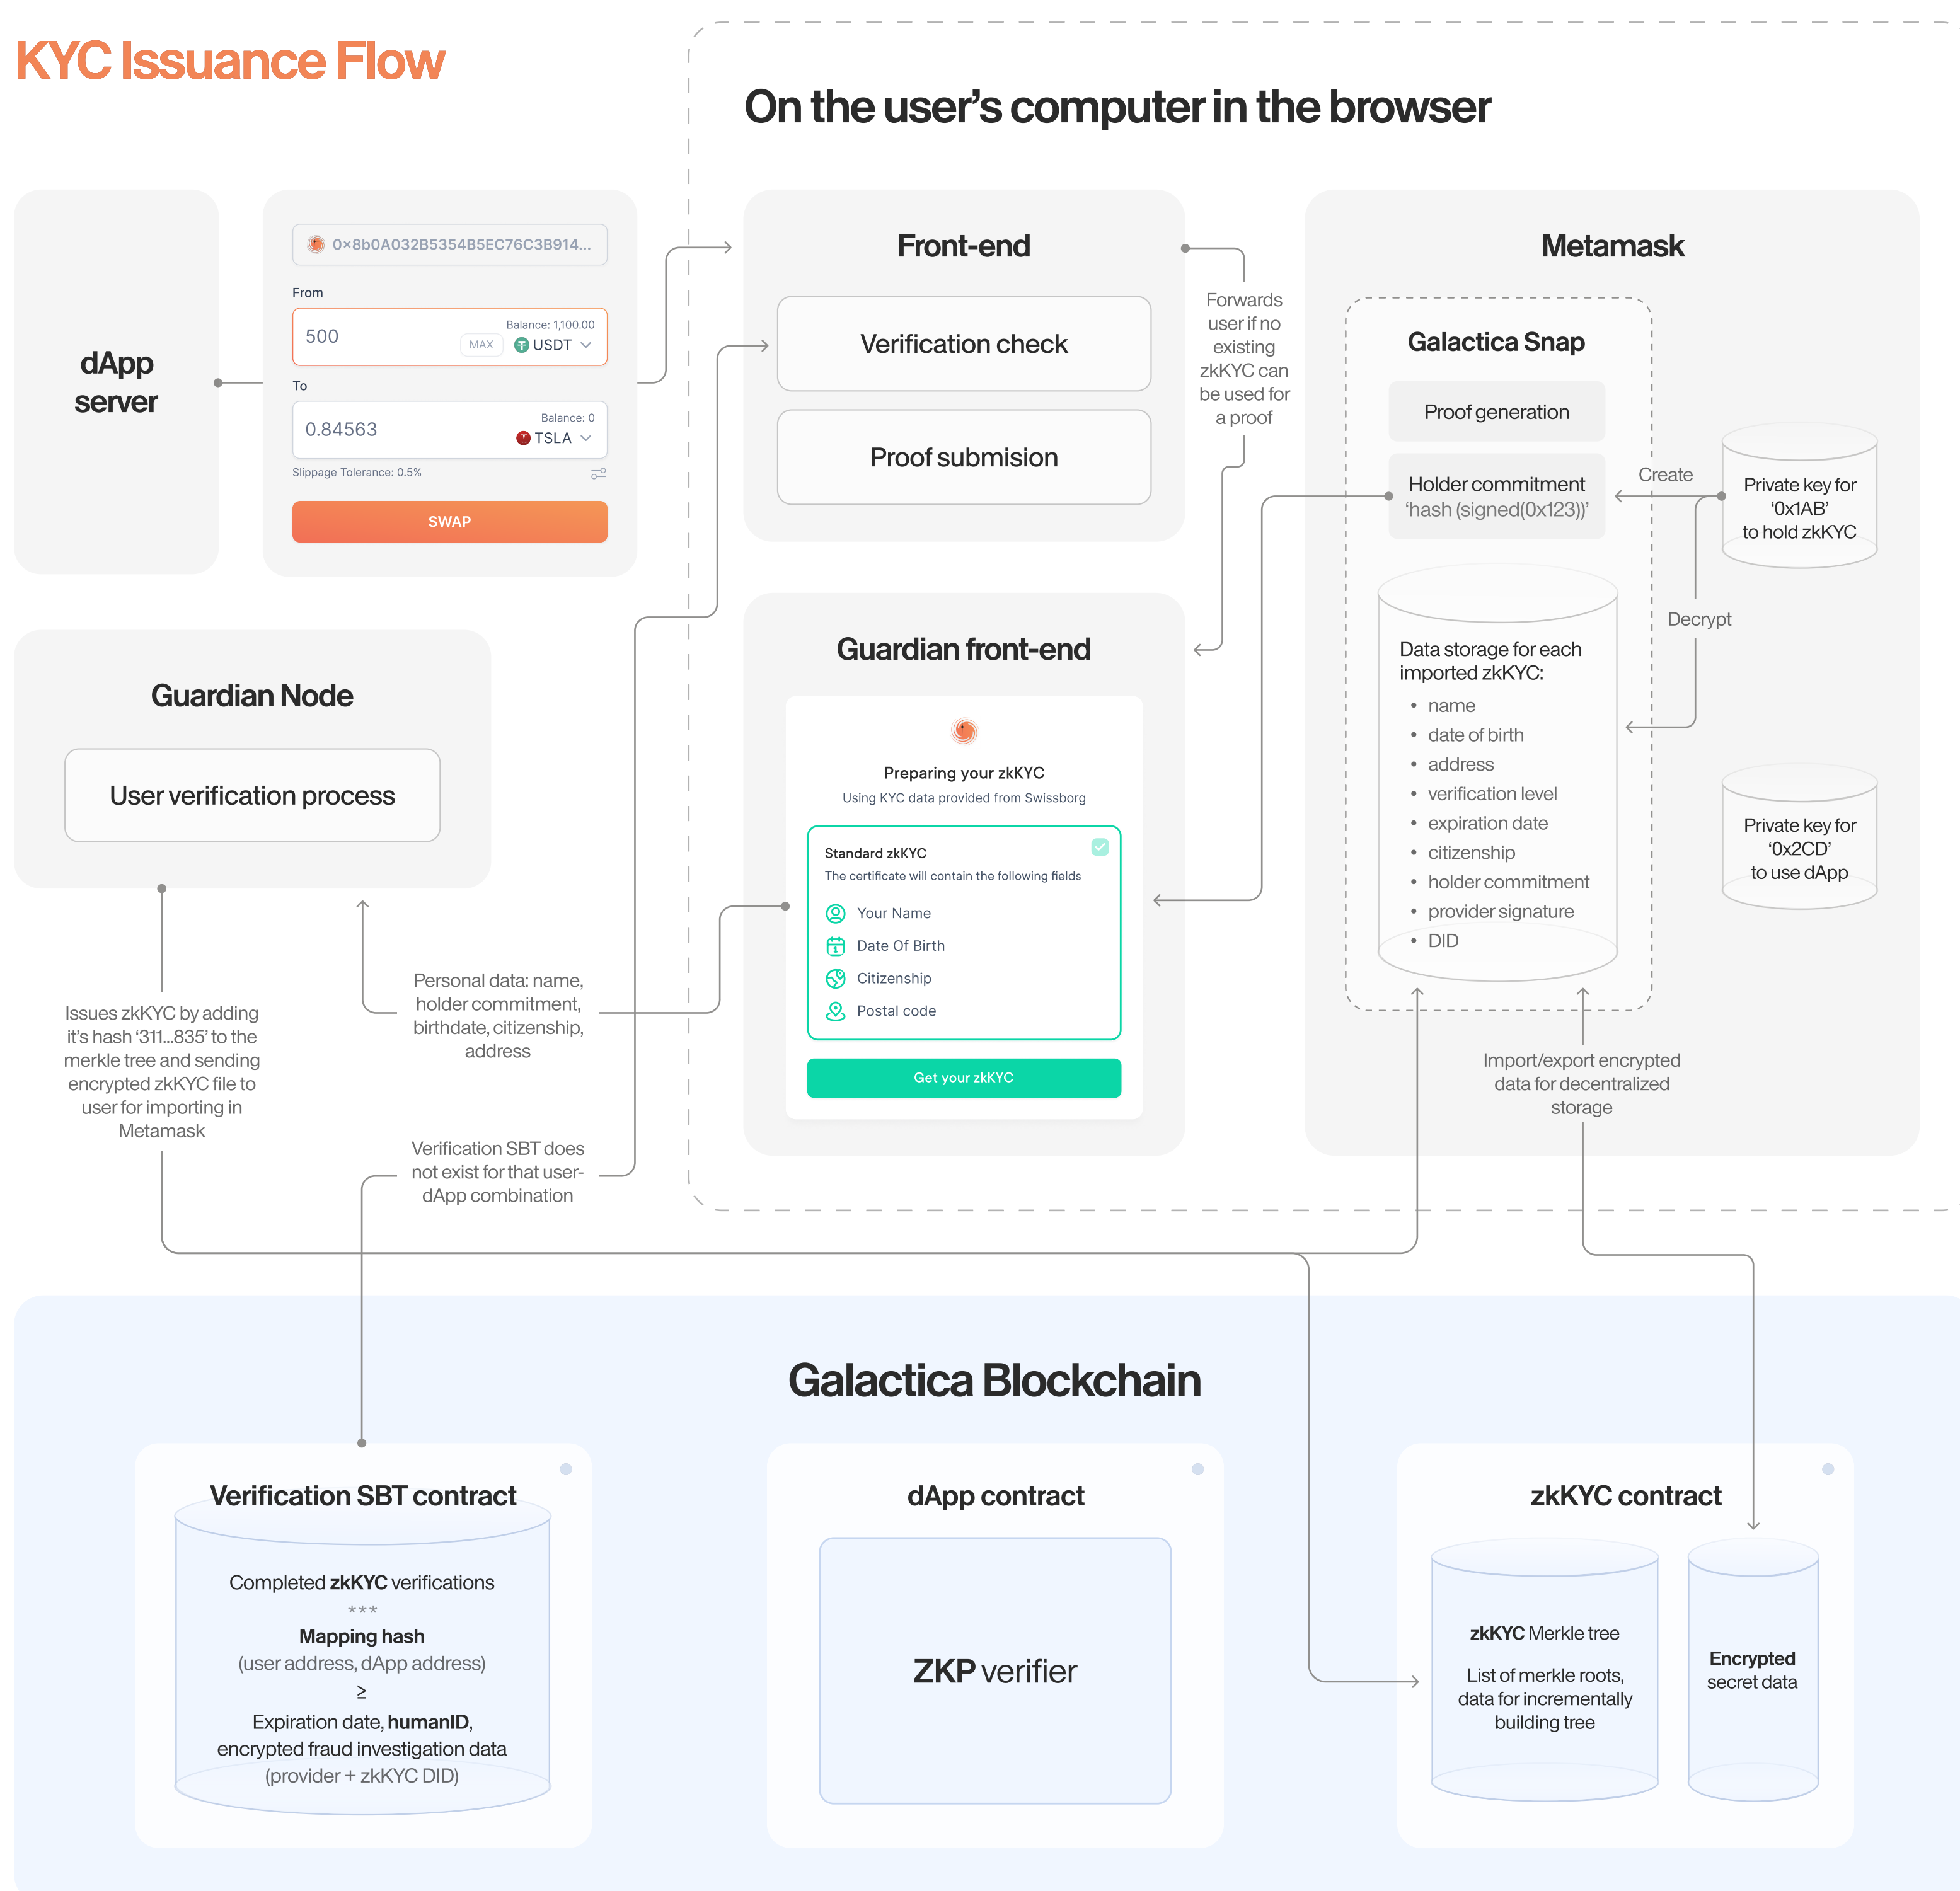 KYC Issuance Flow
On the user’s computer in the browser
dApp
server
0×8b0A032B5354B5EC76C3B914...
From
500
Balance: 1,100.00
MAX
USDT
To
0.84563
Balance: 0
TSLA
Slippage Tolerance: 0.5%
SWAP
Front-end
Verification check
Proof submision
Forwards
user if no
existing
zkKYC can
be used for
a proof
Metamask
Galactica Snap
Proof generation
Holder commitment
‘hash (signed(0x123))’
Create
Private key for
‘0x1AB’
to hold zkKYC
Decrypt
Data storage for each
imported zkKYC:
• name
• date of birth
• address
• verification level
• expiration date
• citizenship
• holder commitment
• provider signature
• DID
Private key for
‘0x2CD’
to use dApp
Guardian Node
User verification process
Guardian front-end
Preparing your zkKYC
Using KYC data provided from Swissborg
Standard zkKYC
The certificate will contain the following fields
Your Name
Date Of Birth
Citizenship
Postal code
Get your zkKYC
Personal data: name,
holder commitment,
birthdate, citizenship,
address
Issues zkKYC by adding
it’s hash ‘311...835’ to the
merkle tree and sending
encrypted zkKYC file to
user for importing in
Metamask
Verification SBT does
not exist for that user-
dApp combination
Import/export encrypted
data for decentralized
storage
Galactica Blockchain
Verification SBT contract
Completed zkKYC verifications
***
Mapping hash
(user address, dApp address)
≥
Expiration date, humanID,
encrypted fraud investigation data
(provider + zkKYC DID)
dApp contract
ZKP verifier
zkKYC contract
zkKYC Merkle tree
List of merkle roots,
data for incrementally
building tree
Encrypted
secret data